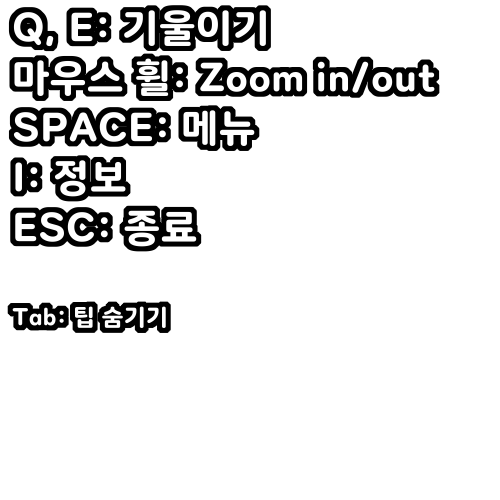 Q, E: 기울이기
마우스 휠: Zoom in/out
SPACE: 메뉴
I: 정보
ESC: 종료
Tab: 팁 숨기기